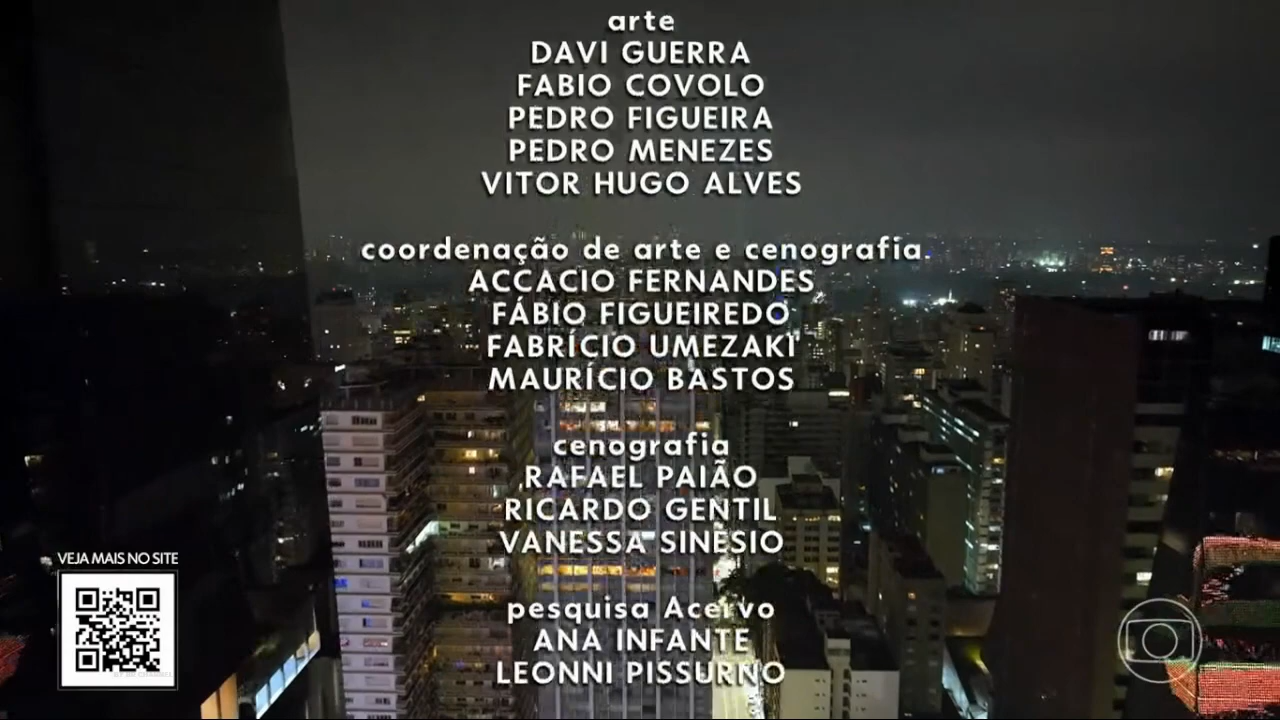 arte
DAVI GUERRA
FABIO COVOLO
PEDRO FIGUEIRA
PEDRO MENEZES
VITOR HUGO ALVES
coordenação de arte e cenografia
ACCACIO FERNANDES
FÁBIO FIGUEIREDO
FABRÍCIO UMEZAKI
MAURÍCIO BASTOS
cenografia
RAFAEL PAIÃO
RICARDO GENTIL
VANESSA SINESIO
pesquisa Acervo
ANA INFANTE
LEONNI PISSURNO
VEJA MAIS NO SITE